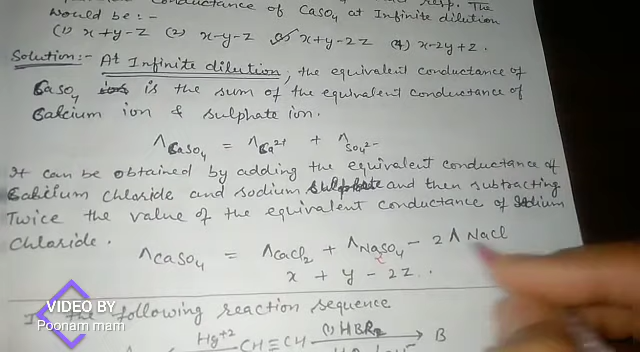 Conductance of CaSO4 at Infinite dilution
would be :-
(1) x+y-z (2) x-y-z (3) x+y-2z (4) x-2y+z.
Solution:- At Infinite dilution, the equivalent conductance of
CaSO4 is the sum of the equivalent conductance of
Calcium ion & sulphate ion.
ΛCaSO4 = ΛCa2+ + ΛSO42-
It can be obtained by adding the equivalent conductance of
Calcium chloride and sodium sulphate and then subtracting
Twice the value of the equivalent conductance of Sodium
Chloride.
ΛCaSO4 = ΛCaCl2 + ΛNaSO4 - 2ΛNaCl
x + y - 2z.
the following reaction sequence
VIDEO BY
Poonam mam
Hg+2 CH≡CH (1) HBR B